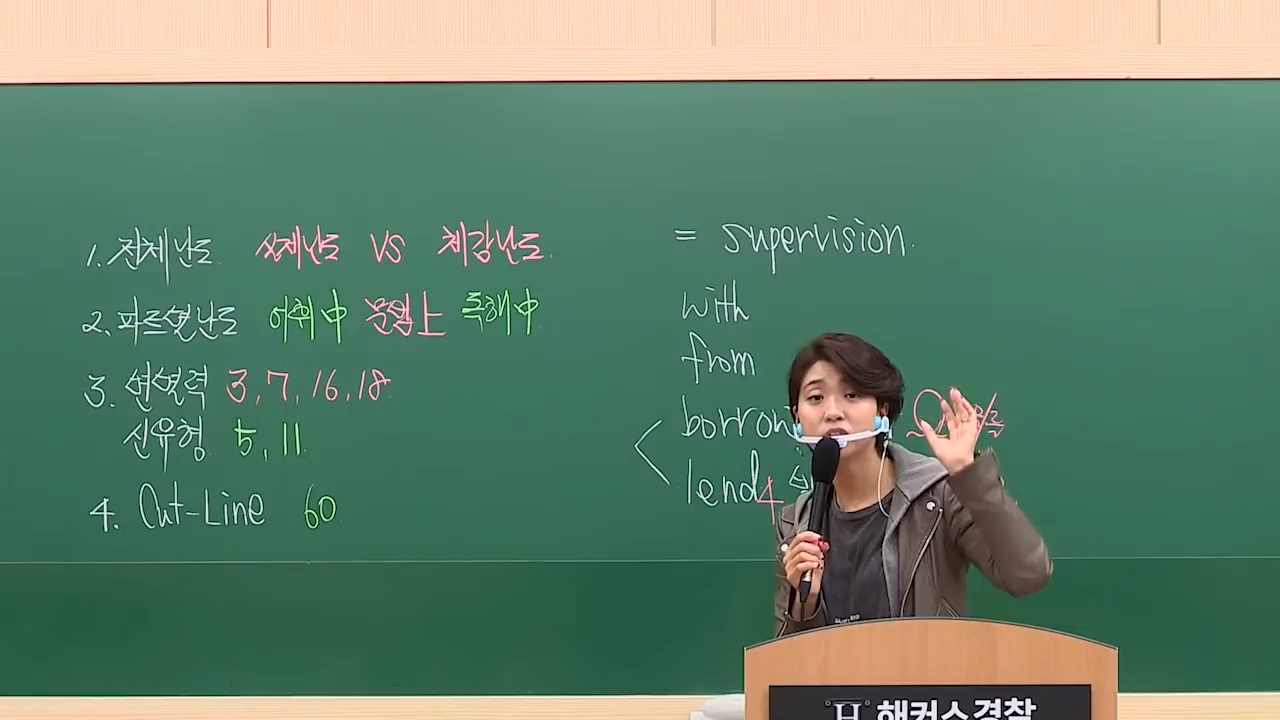 1. 전체난도 실제난도 VS 체감난도
2. 파트별난도 어휘中 문법上 독해中
3. 변별력 3, 7, 16, 18
신유형 5, 11
4. Cut-Line 60
= supervision.
with
from
borrow
lend
H 해커스경찰